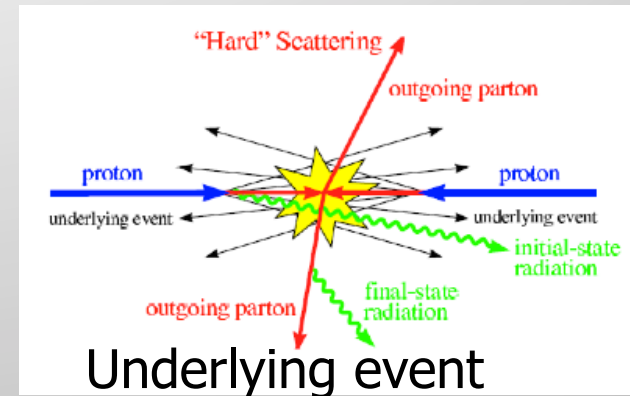 “Hard” Scattering
outgoing parton
proton
proton
underlying event
underlying event
initial-state
radiation
outgoing parton
final-state
radiation
Underlying event